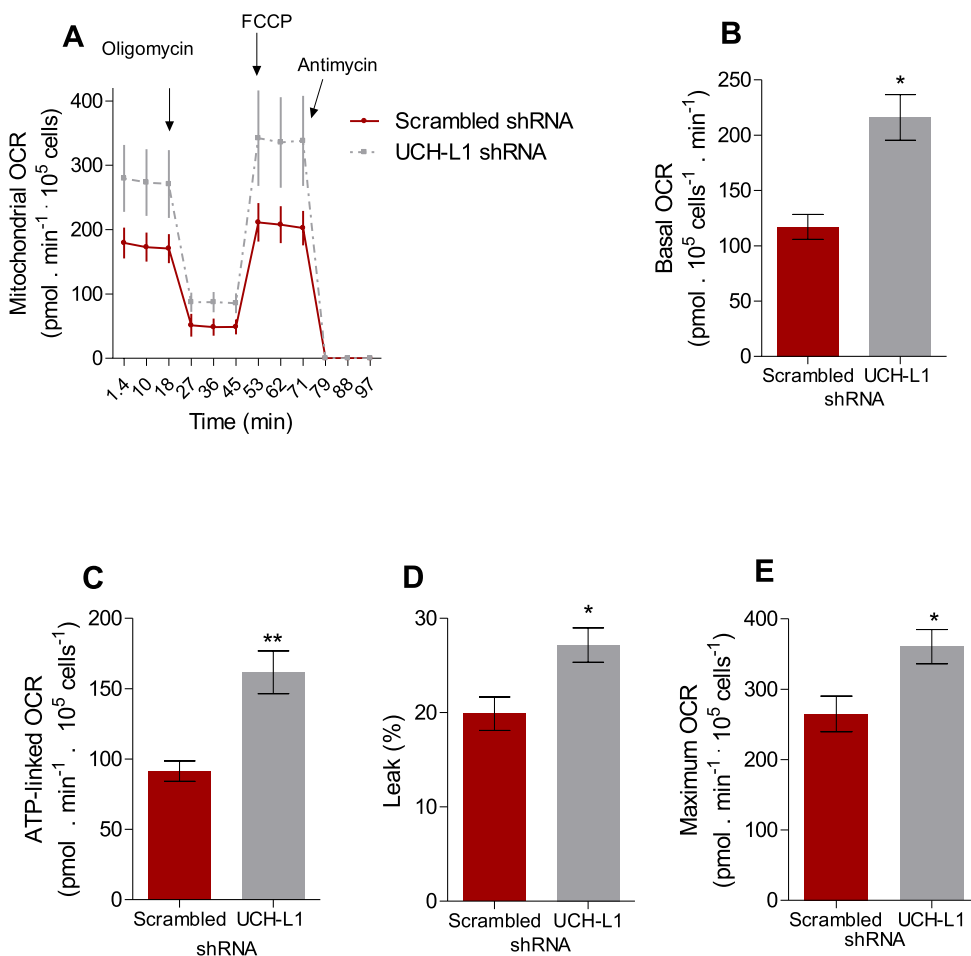 A
Oligomycin
FCCP
Antimycin
Mitochondrial OCR
(pmol . min⁻¹ · 10⁵ cells)
400
300
200
100
0
1.4
10
18
27
36
45
53
62
71
79
88
97
Time (min)
Scrambled shRNA
UCH-L1 shRNA
B
*
Basal OCR
(pmol . 10⁵ cells⁻¹ . min⁻¹)
250
200
150
100
50
0
Scrambled UCH-L1
shRNA
C
**
ATP-linked OCR
(pmol . min⁻¹ . 10⁵ cells⁻¹)
200
150
100
50
0
Scrambled UCH-L1
shRNA
D
*
Leak (%)
30
20
10
0
Scrambled UCH-L1
shRNA
E
*
Maximum OCR
(pmol . min⁻¹ · 10⁵ cells⁻¹)
400
300
200
100
0
Scrambled UCH-L1
shRNA